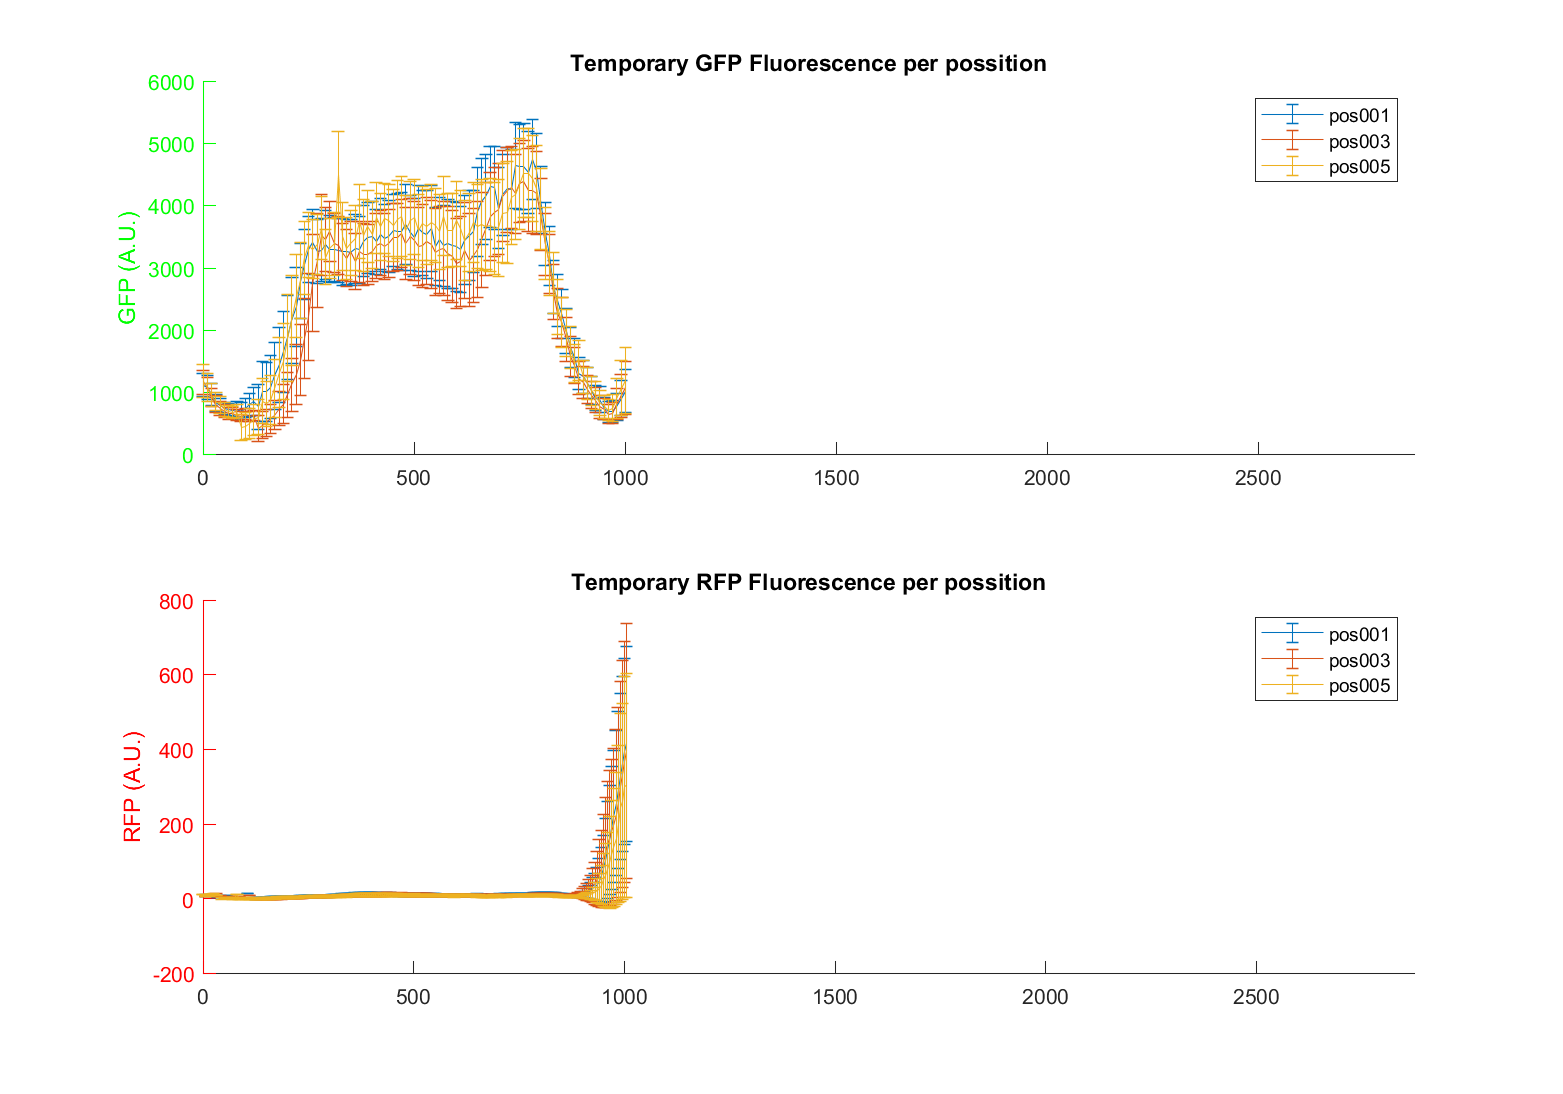 Temporary GFP Fluorescence per possition
6000
5000
4000
3000
2000
1000
0
GFP (A.U.)
0 500 1000 1500 2000 2500
pos001
pos003
pos005
Temporary RFP Fluorescence per possition
800
600
400
200
0
-200
RFP (A.U.)
0 500 1000 1500 2000 2500
pos001
pos003
pos005